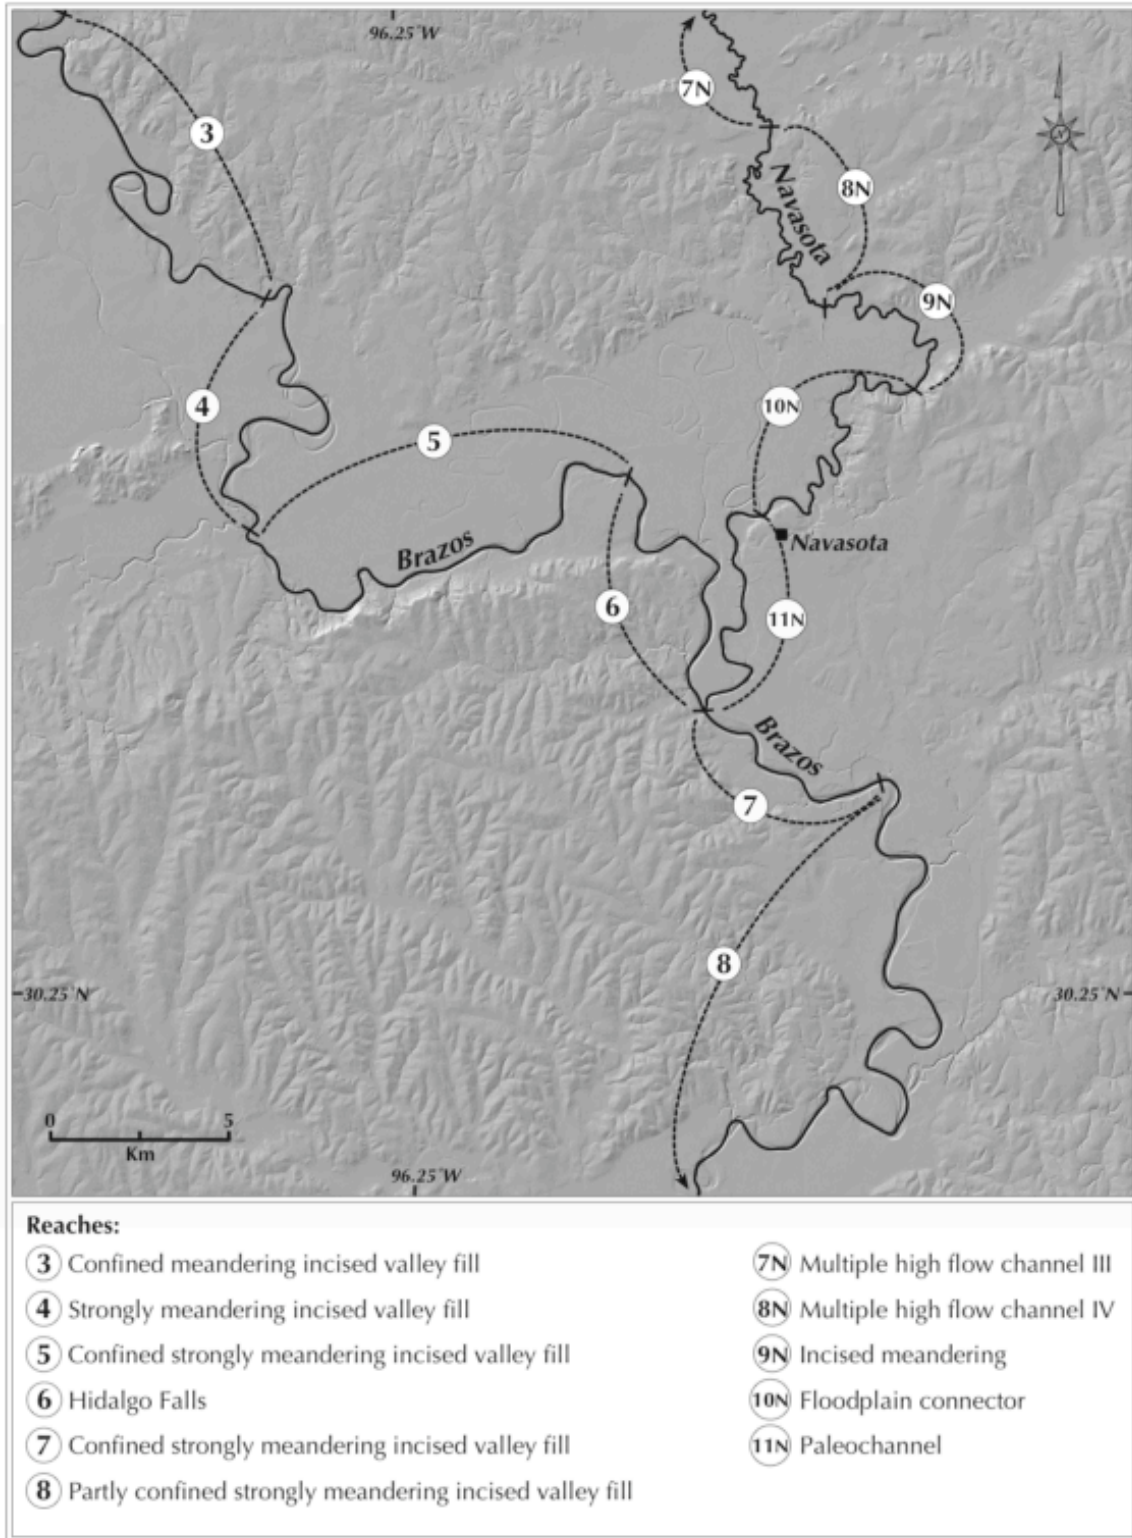 96.25°W
7N
3
N
Navasota
8N
9N
4
10N
5
Brazos
Navasota
6
11N
Brazos
7
8
30.25°N
30.25°N
0 5
Km
96.25°W
Reaches:
3 Confined meandering incised valley fill
4 Strongly meandering incised valley fill
5 Confined strongly meandering incised valley fill
6 Hidalgo Falls
7 Confined strongly meandering incised valley fill
8 Partly confined strongly meandering incised valley fill
7N Multiple high flow channel III
8N Multiple high flow channel IV
9N Incised meandering
10N Floodplain connector
11N Paleochannel